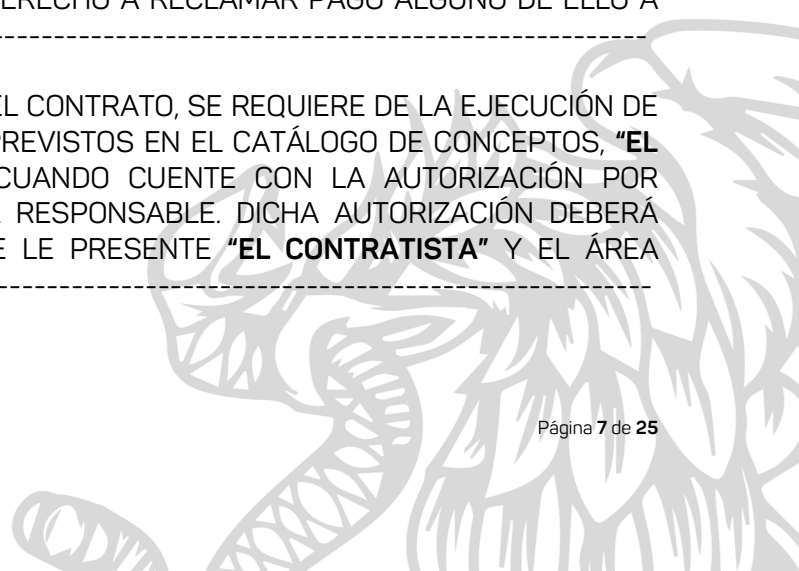 DERECHO A RECLAMAR PAGO ALGUNO DE ELLO A
--------------------------------------------------------
EL CONTRATO, SE REQUIERE DE LA EJECUCIÓN DE
PREVISTOS EN EL CATÁLOGO DE CONCEPTOS, “EL
CUANDO CUENTE CON LA AUTORIZACIÓN POR
RESPONSABLE. DICHA AUTORIZACIÓN DEBERÁ
LE PRESENTE “EL CONTRATISTA” Y EL ÁREA
--------------------------------------------------------
Página 7 de 25